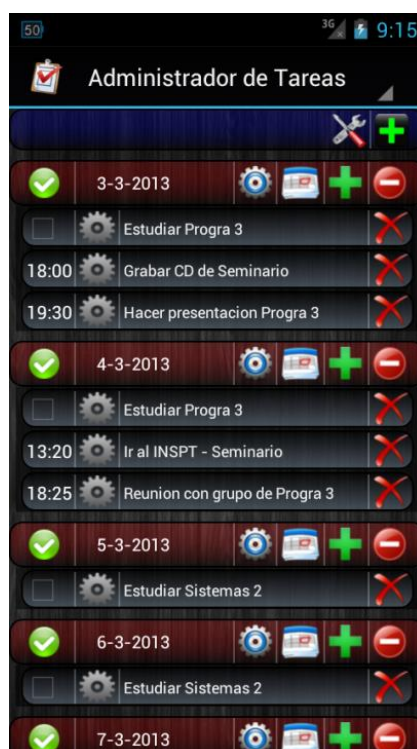 50 3G 9:15
Administrador de Tareas
3-3-2013
Estudiar Progra 3
18:00 Grabar CD de Seminario
19:30 Hacer presentacion Progra 3
4-3-2013
Estudiar Progra 3
13:20 Ir al INSPT - Seminario
18:25 Reunion con grupo de Progra 3
5-3-2013
Estudiar Sistemas 2
6-3-2013
Estudiar Sistemas 2
7-3-2013